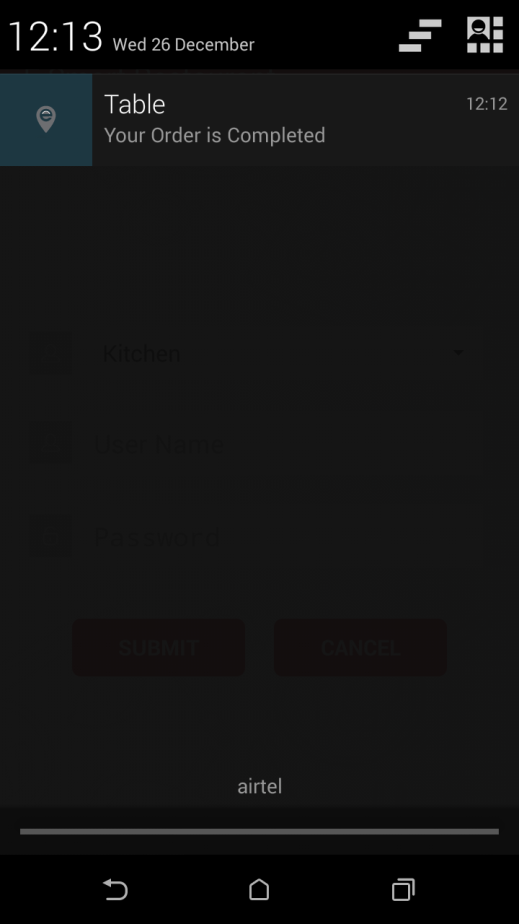 12:13 Wed 26 December
Table 12:12
Your Order is Completed
Kitchen
User Name
Password
SUBMIT CANCEL
airtel